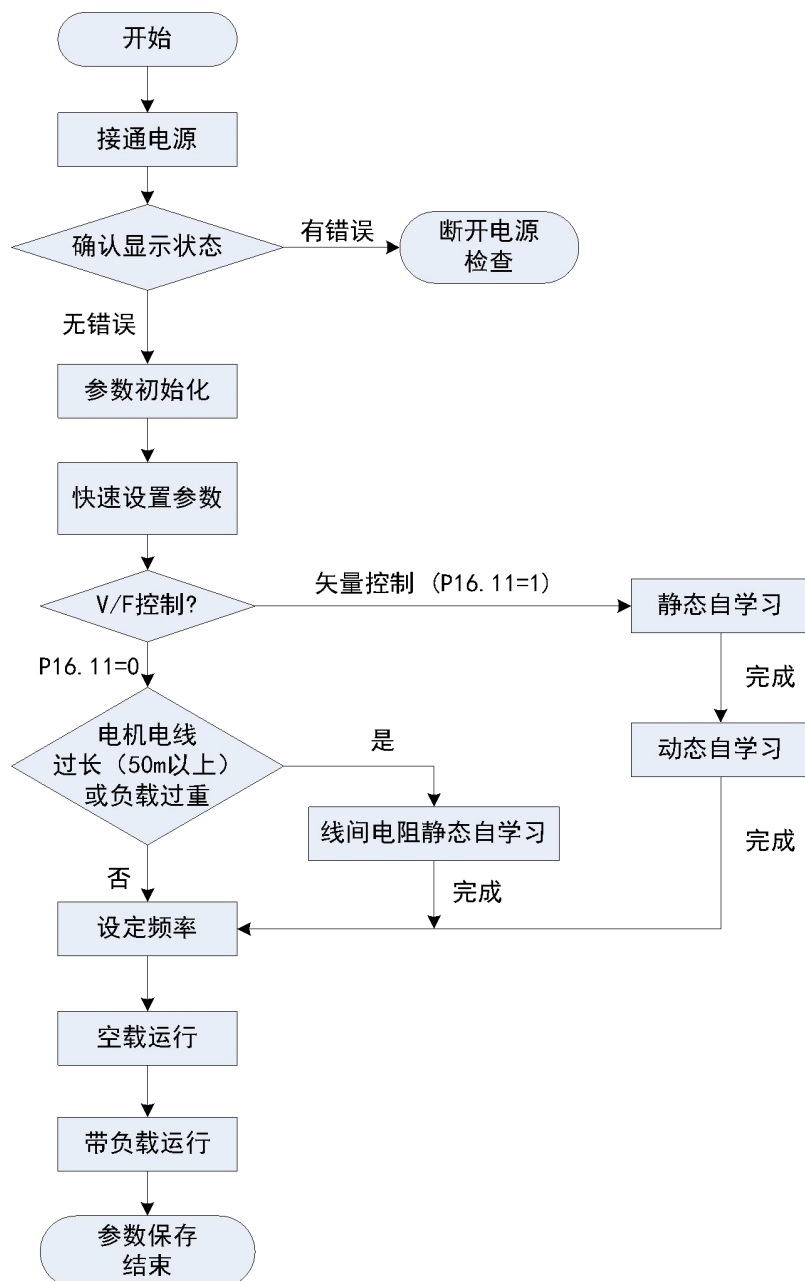 开始
接通电源
确认显示状态
有错误
断开电源
检查
无错误
参数初始化
快速设置参数
V/F控制?
矢量控制 (P16.11=1)
静态自学习
P16.11=0
完成
电机电线
过长（50m以上）
或负载过重
是
动态自学习
线间电阻静态自学习
完成
否
完成
设定频率
空载运行
带负载运行
参数保存
结束